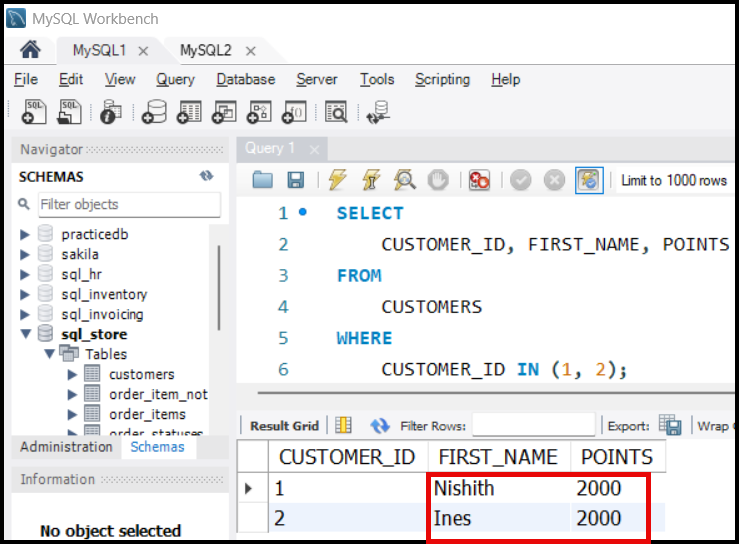 MySQL Workbench
MySQL1 × MySQL2 ×
File Edit View Query Database Server Tools Scripting Help
Navigator
SCHEMAS
Filter objects
practicedb
sakila
sql_hr
sql_inventory
sql_invoicing
sql_store
Tables
customers
order_item_not
order_items
order_statuses
Administration Schemas
Information
No object selected
Query 1 ×
Limit to 1000 rows
1 SELECT
2 CUSTOMER_ID, FIRST_NAME, POINTS
3 FROM
4 CUSTOMERS
5 WHERE
6 CUSTOMER_ID IN (1, 2);
Result Grid Filter Rows: Export: Wrap C
CUSTOMER_ID FIRST_NAME POINTS
1 Nishith 2000
2 Ines 2000